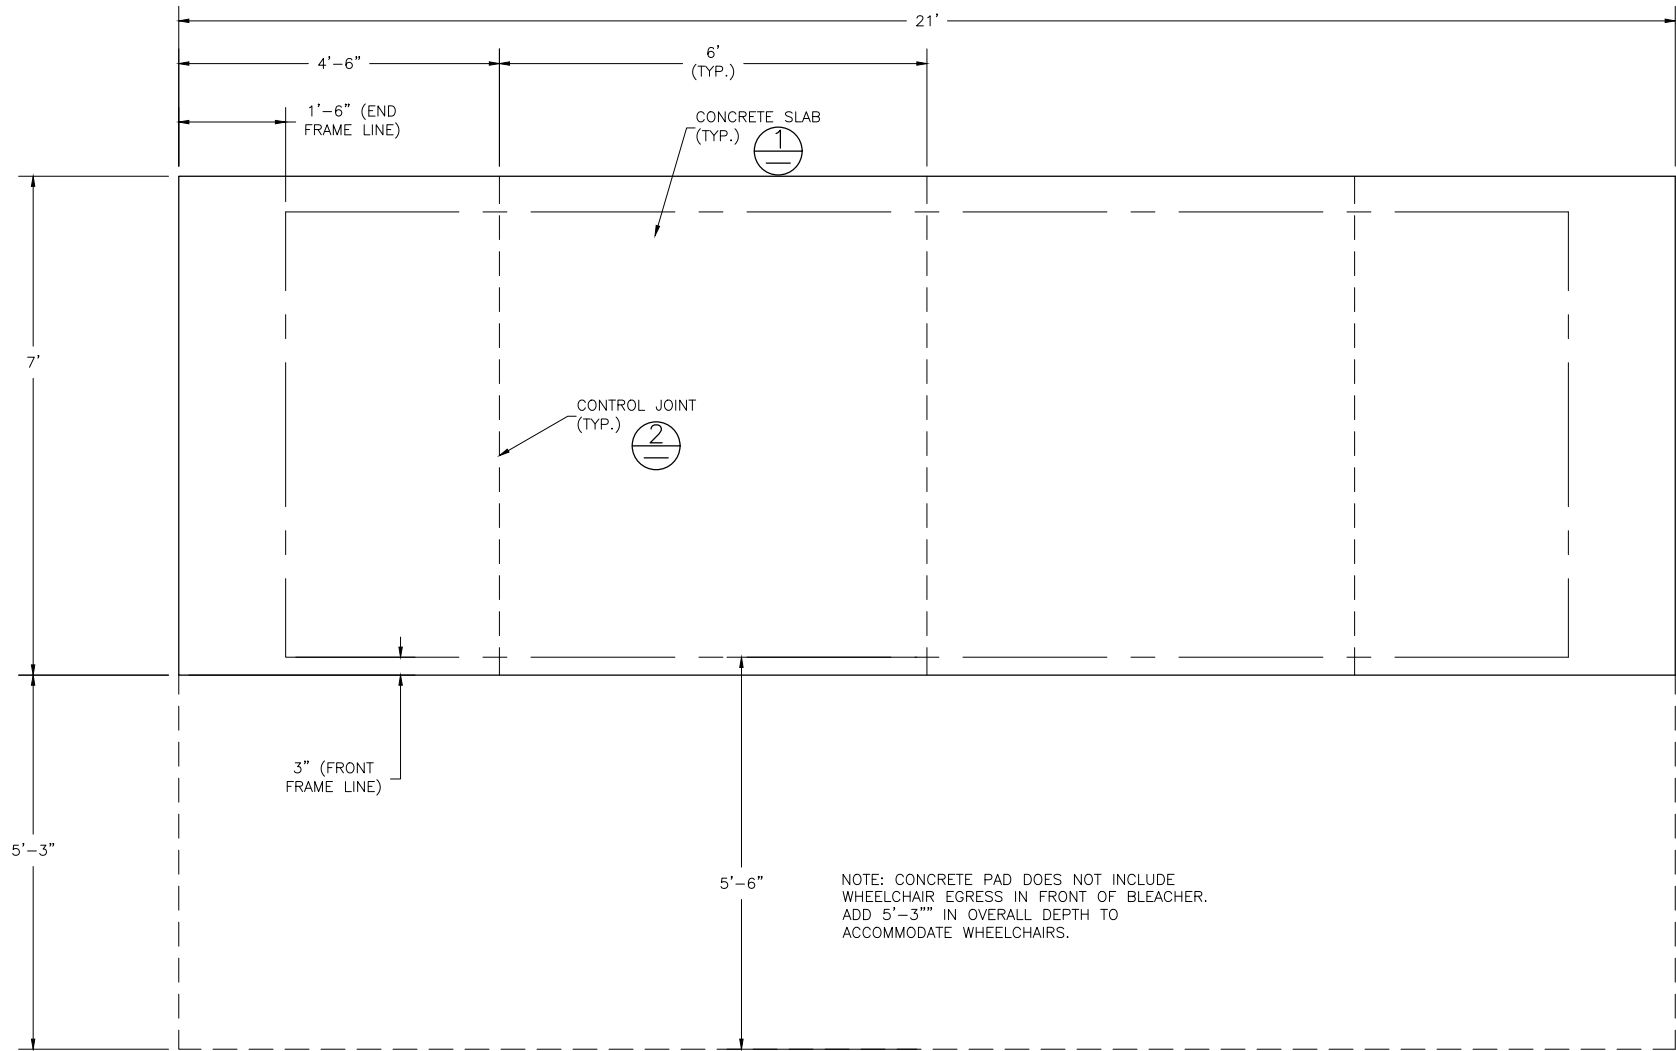 21'
4'-6"
6'
(TYP.)
1'-6" (END
FRAME LINE)
CONCRETE SLAB
(TYP.)
1
7'
CONTROL JOINT
(TYP.)
2
3" (FRONT
FRAME LINE)
5'-3"
5'-6"
NOTE: CONCRETE PAD DOES NOT INCLUDE
WHEELCHAIR EGRESS IN FRONT OF BLEACHER.
ADD 5'-3"" IN OVERALL DEPTH TO
ACCOMMODATE WHEELCHAIRS.